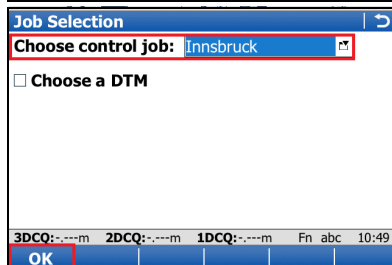 Job Selection
Choose control job: Innsbruck
Choose a DTM
3DCQ:-.---m 2DCQ:-.---m 1DCQ:-.---m Fn abc 10:49
OK